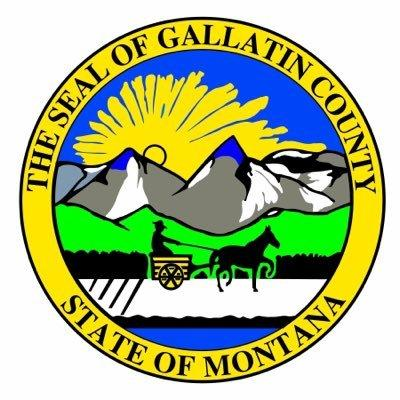 THE SEAL OF GALLATIN COUNTY
STATE OF MONTANA